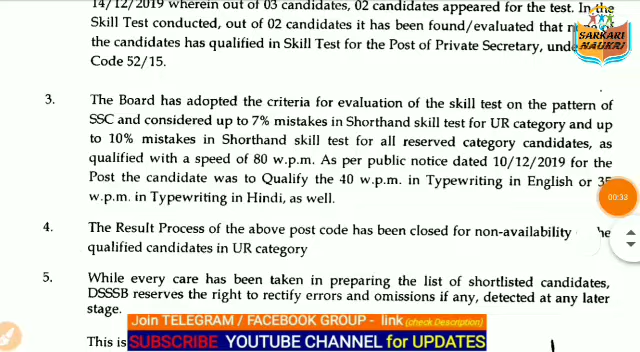 14/12/2019 wherein out of 03 candidates, 02 candidates appeared for the test. In the
Skill Test conducted, out of 02 candidates it has been found/evaluated that
the candidates has qualified in Skill Test for the Post of Private Secretary,
Code 52/15.
SARKARI
NAUKRI
3. The Board has adopted the criteria for evaluation of the skill test on the pattern of
SSC and considered up to 7% mistakes in Shorthand skill test for UR category and up
to 10% mistakes in Shorthand skill test for all reserved category candidates, as
qualified with a speed of 80 w.p.m. As per public notice dated 10/12/2019 for the
Post the candidate was to Qualify the 40 w.p.m. in Typewriting in English or 35
w.p.m. in Typewriting in Hindi, as well.
00:33
4. The Result Process of the above post code has been closed for non-availability
qualified candidates in UR category
5. While every care has been taken in preparing the list of shortlisted candidates,
DSSSB reserves the right to rectify errors and omissions if any, detected at any later
stage.
Join TELEGRAM / FACEBOOK GROUP - link (check Description)
This is
SUBSCRIBE YOUTUBE CHANNEL for UPDATES